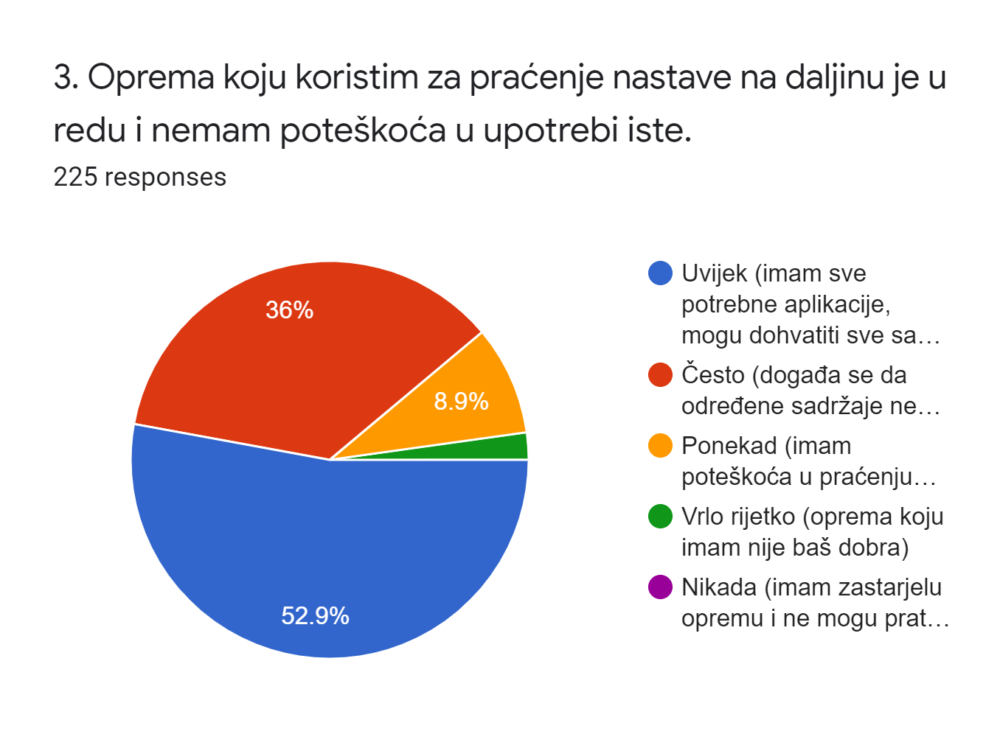 3. Oprema koju koristim za praćenje nastave na daljinu je u
redu i nemam poteškoća u upotrebi iste.
225 responses
36%
8.9%
52.9%
Uvijek (imam sve
potrebne aplikacije,
mogu dohvatiti sve sa…
Često (događa se da
određene sadržaje ne…
Ponekad (imam
poteškoća u praćenju…
Vrlo rijetko (oprema koju
imam nije baš dobra)
Nikada (imam zastarjelu
opremu i ne mogu prat…